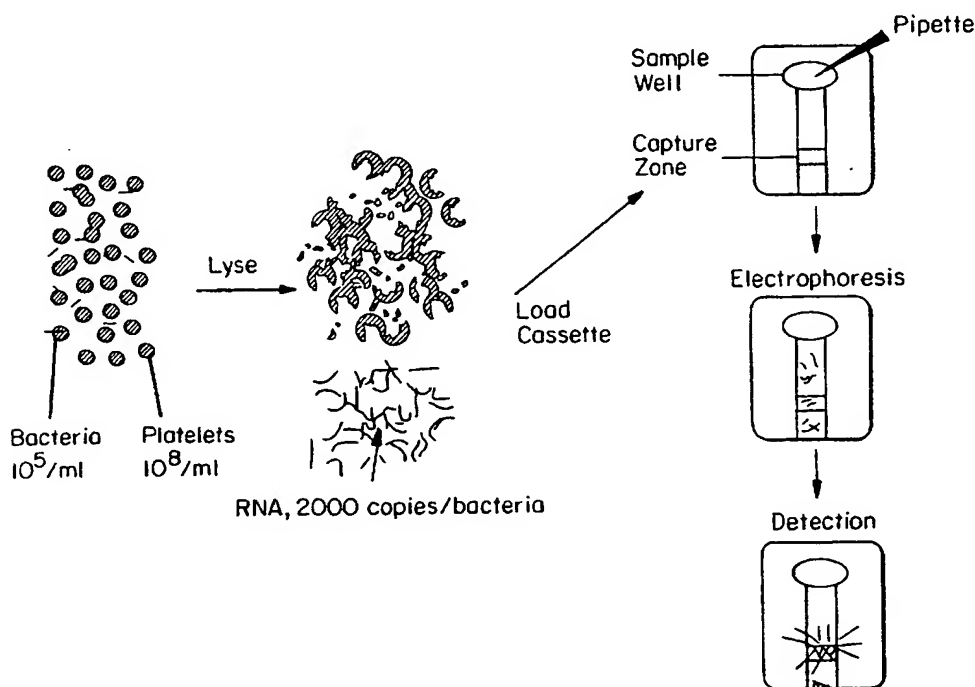 Pipette
Sample
Well
Capture
Zone
Lyse
Load
Cassette
Electrophoresis
Bacteria
10⁵/ml
Platelets
10⁸/ml
RNA, 2000 copies/bacteria
Detection